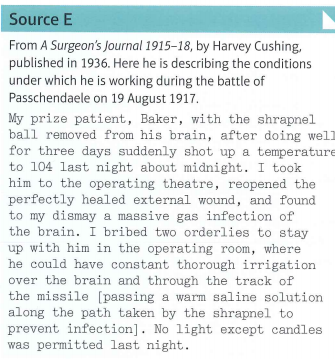 Source E
From A Surgeon's Journal 1915–18, by Harvey Cushing,
published in 1936. Here he is describing the conditions
under which he is working during the battle of
Passchendaele on 19 August 1917.
My prize patient, Baker, with the shrapnel
ball removed from his brain, after doing well
for three days suddenly shot up a temperature
to 104 last night about midnight. I took
him to the operating theatre, reopened the
perfectly healed external wound, and found
to my dismay a massive gas infection of
the brain. I bribed two orderlies to stay
up with him in the operating room, where
he could have constant thorough irrigation
over the brain and through the track of
the missile [passing a warm saline solution
along the path taken by the shrapnel to
prevent infection]. No light except candles
was permitted last night.